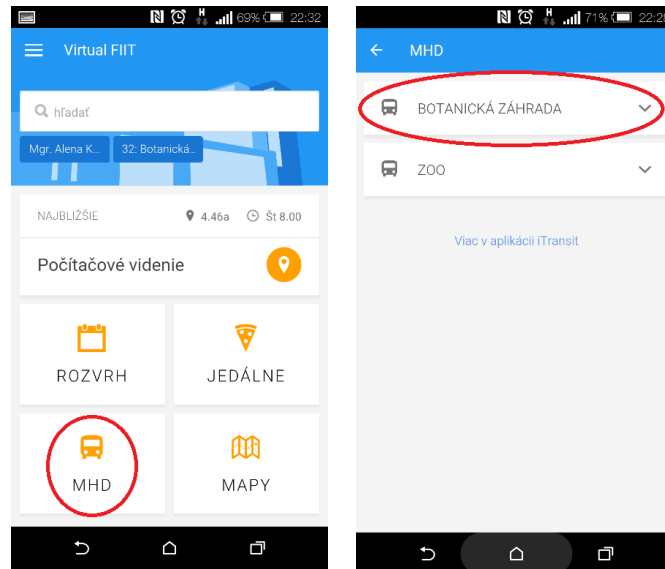 69% 22:32
Virtual FIIT
hľadať
Mgr. Alena K... 32: Botanická...
NAJBLIŽŠIE 4.46a Št 8.00
Počítačové videnie
ROZVRH JEDÁLNE
MHD MAPY
71%
MHD
BOTANICKÁ ZÁHRADA
ZOO
Viac v aplikácii iTransit